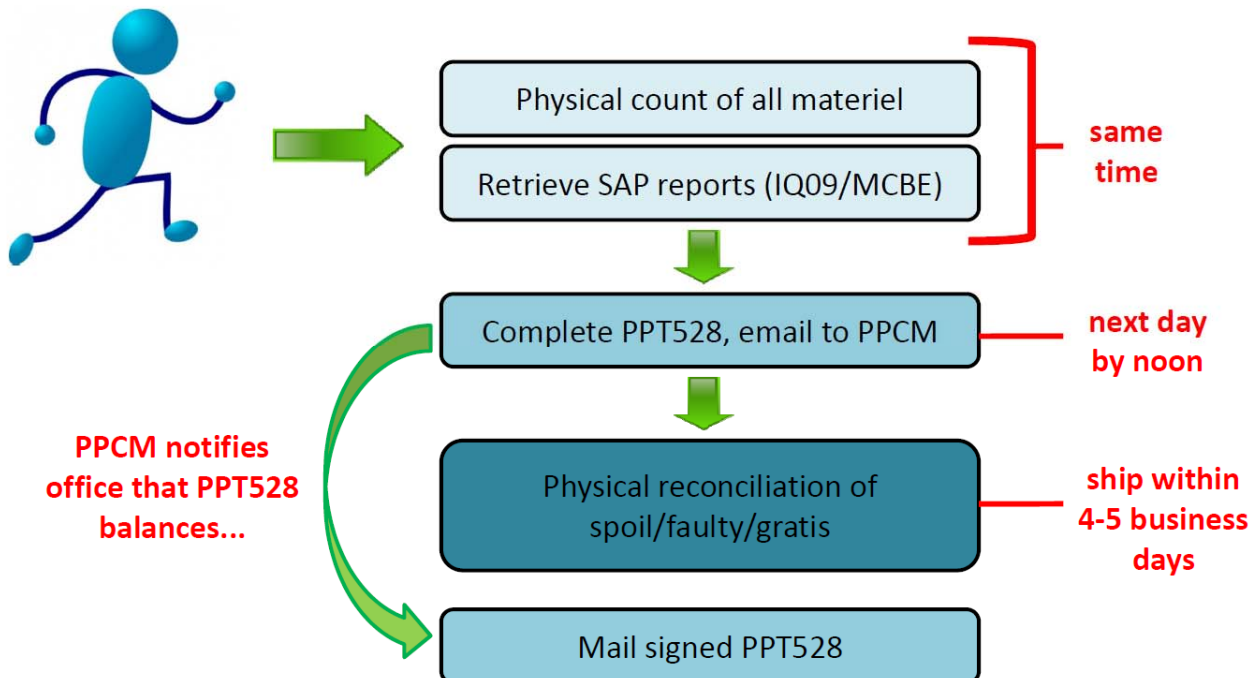 Physical count of all materiel
Retrieve SAP reports (IQ09/MCBE)
same
time
Complete PPT528, email to PPCM
next day
by noon
PPCM notifies
office that PPT528
balances...
Physical reconciliation of
spoil/faulty/gratis
ship within
4-5 business
days
Mail signed PPT528